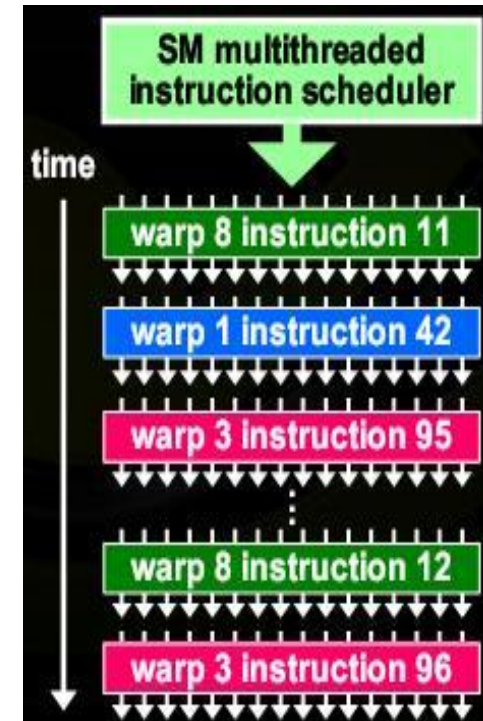 SM multithreaded
instruction scheduler
time
warp 8 instruction 11
warp 1 instruction 42
warp 3 instruction 95
⋮
warp 8 instruction 12
warp 3 instruction 96